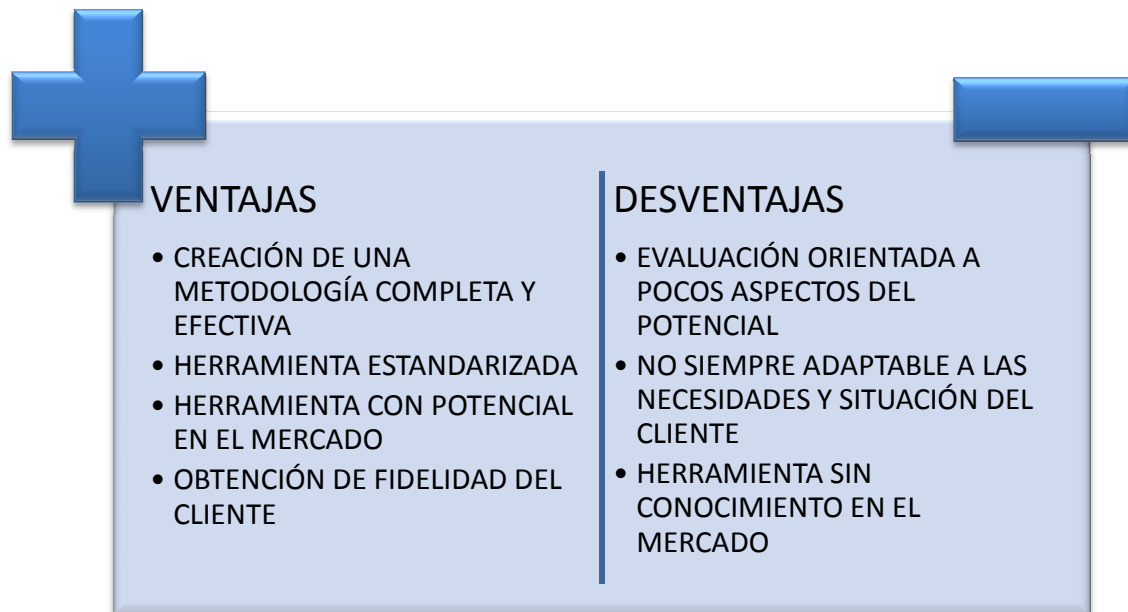 VENTAJAS
• CREACIÓN DE UNA
METODOLOGÍA COMPLETA Y
EFECTIVA
• HERRAMIENTA ESTANDARIZADA
• HERRAMIENTA CON POTENCIAL
EN EL MERCADO
• OBTENCIÓN DE FIDELIDAD DEL
CLIENTE
DESVENTAJAS
• EVALUACIÓN ORIENTADA A
POCOS ASPECTOS DEL
POTENCIAL
• NO SIEMPRE ADAPTABLE A LAS
NECESIDADES Y SITUACIÓN DEL
CLIENTE
• HERRAMIENTA SIN
CONOCIMIENTO EN EL
MERCADO